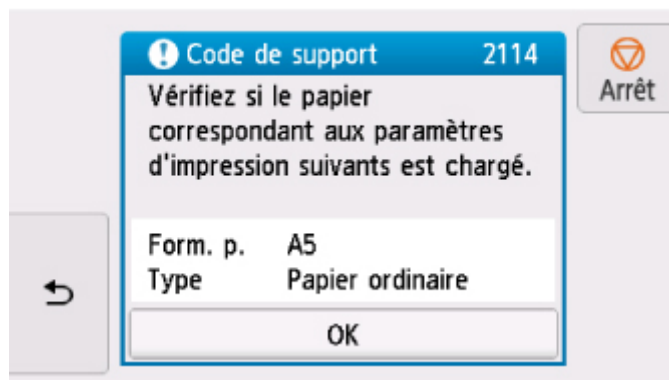 Code de support 2114
Arrêt
Vérifiez si le papier
correspondant aux paramètres
d'impression suivants est chargé.
Form. p. A5
Type Papier ordinaire
OK